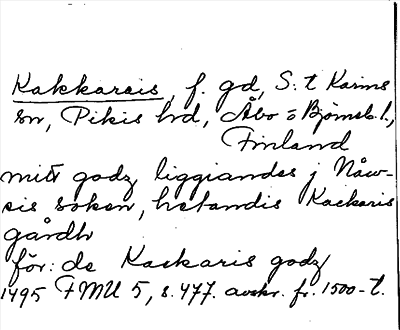 Kakkarais, f. gd, S:t Karins
sn, Pikis hd, Åbo o Björneb. l.,
Finland
mitt godz liggiandes j Nåw-
sis soken, hetandis Kackaris
gårdh
för: de Kackaris godz
1495 FMU 5, s. 477. avskr. fr. 1500-t.